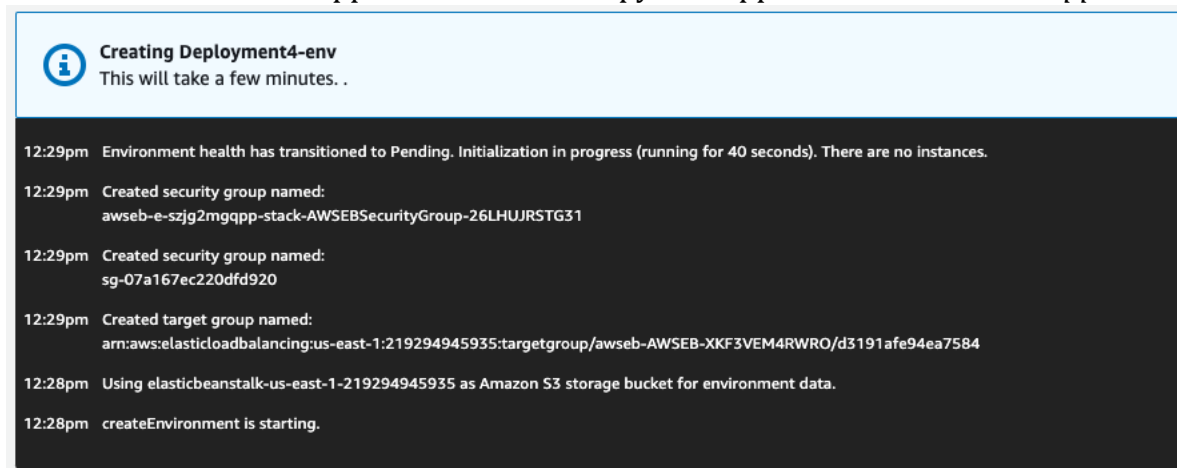 Creating Deployment4-env
This will take a few minutes. .
12:29pm Environment health has transitioned to Pending. Initialization in progress (running for 40 seconds). There are no instances.
12:29pm Created security group named:
awseb-e-szjg2mgqpp-stack-AWSEBSecurityGroup-26LHUJRSTG31
12:29pm Created security group named:
sg-07a167ec220dfd920
12:29pm Created target group named:
arn:aws:elasticloadbalancing:us-east-1:219294945935:targetgroup/awseb-AWSEB-XKF3VEM4RWRO/d3191afe94ea7584
12:28pm Using elasticbeanstalk-us-east-1-219294945935 as Amazon S3 storage bucket for environment data.
12:28pm createEnvironment is starting.